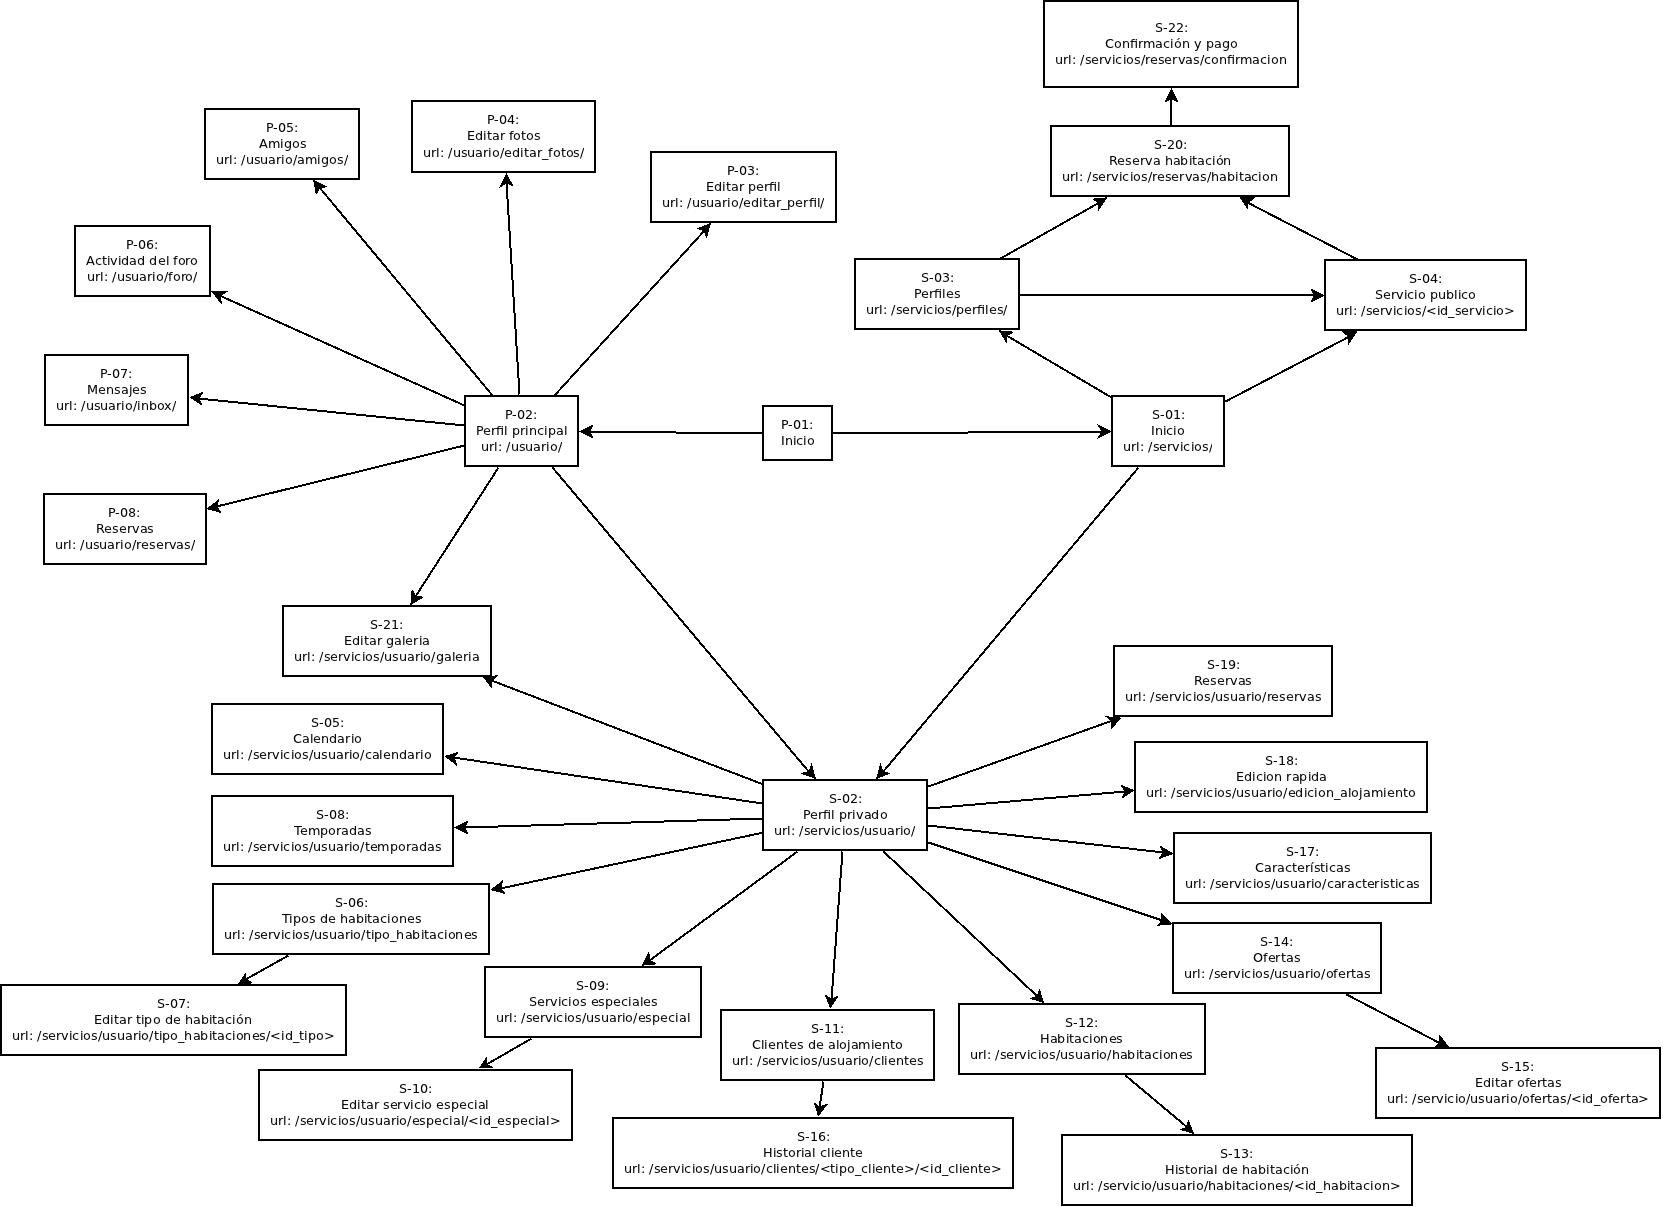 S-22:
Confirmación y pago
url: /servicios/reservas/confirmacion
P-05:
Amigos
url: /usuario/amigos/
P-04:
Editar fotos
url: /usuario/editar_fotos/
P-03:
Editar perfil
url: /usuario/editar_perfil/
S-20:
Reserva habitación
url: /servicios/reservas/habitacion
P-06:
Actividad del foro
url: /usuario/foro/
S-03:
Perfiles
url: /servicios/perfiles/
S-04:
Servicio publico
url: /servicios/<id_servicio>
P-07:
Mensajes
url: /usuario/inbox/
P-02:
Perfil principal
url: /usuario/
P-01:
Inicio
S-01:
Inicio
url: /servicios/
P-08:
Reservas
url: /usuario/reservas/
S-21:
Editar galeria
url: /servicios/usuario/galeria
S-19:
Reservas
url: /servicios/usuario/reservas
S-05:
Calendario
url: /servicios/usuario/calendario
S-18:
Edicion rapida
url: /servicios/usuario/edicion_alojamiento
S-02:
Perfil privado
url: /servicios/usuario/
S-08:
Temporadas
url: /servicios/usuario/temporadas
S-17:
Características
url: /servicios/usuario/caracteristicas
S-06:
Tipos de habitaciones
url: /servicios/usuario/tipo_habitaciones
S-14:
Ofertas
url: /servicios/usuario/ofertas
S-07:
Editar tipo de habitación
url: /servicios/usuario/tipo_habitaciones/<id_tipo>
S-09:
Servicios especiales
url: /servicios/usuario/especial
S-11:
Clientes de alojamiento
url: /servicios/usuario/clientes
S-12:
Habitaciones
url: /servicios/usuario/habitaciones
S-15:
Editar ofertas
url: /servicio/usuario/ofertas/<id_oferta>
S-10:
Editar servicio especial
url: /servicios/usuario/especial/<id_especial>
S-16:
Historial cliente
url: /servicios/usuario/clientes/<tipo_cliente>/<id_cliente>
S-13:
Historial de habitación
url: /servicio/usuario/habitaciones/<id_habitacion>